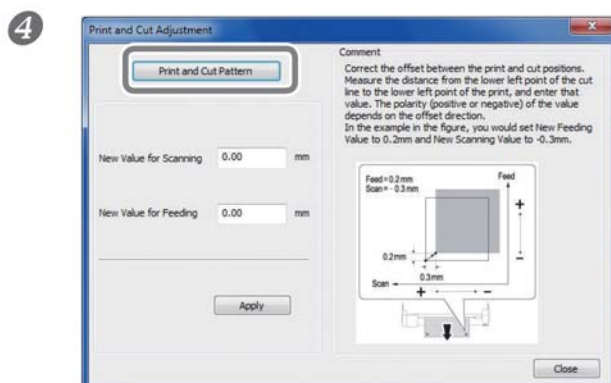 4
Print and Cut Adjustment
Print and Cut Pattern
New Value for Scanning 0.00 mm
New Value for Feeding 0.00 mm
Apply
Comment
Correct the offset between the print and cut positions.
Measure the distance from the lower left point of the cut
line to the lower left point of the print, and enter that
value. The polarity (positive or negative) of the value
depends on the offset direction.
In the example in the figure, you would set New Feeding
Value to 0.2mm and New Scanning Value to -0.3mm.
Feed=0.2mm
Scan= - 0.3mm
Feed
+
-
0.2mm
0.3mm
Scan
+ -
Close